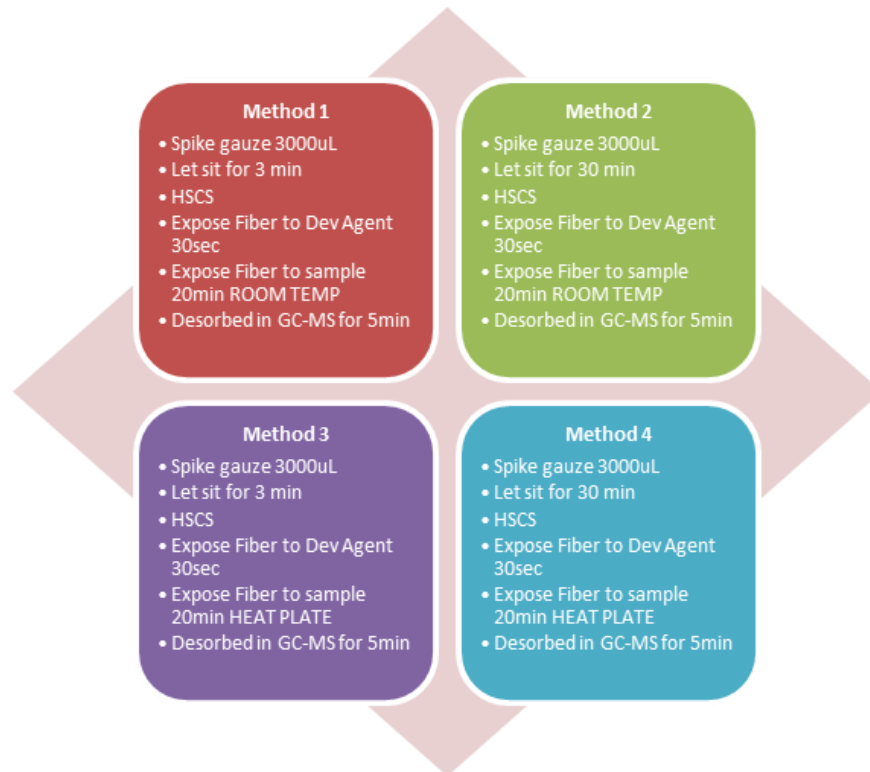 Method 1
• Spike gauze 3000uL
• Let sit for 3 min
• HSCS
• Expose Fiber to Dev Agent
30sec
• Expose Fiber to sample
20min ROOM TEMP
• Desorbed in GC-MS for 5min
Method 2
• Spike gauze 3000uL
• Let sit for 30 min
• HSCS
• Expose Fiber to Dev Agent
30sec
• Expose Fiber to sample
20min ROOM TEMP
• Desorbed in GC-MS for 5min
Method 3
• Spike gauze 3000uL
• Let sit for 3 min
• HSCS
• Expose Fiber to Dev Agent
30sec
• Expose Fiber to sample
20min HEAT PLATE
• Desorbed in GC-MS for 5min
Method 4
• Spike gauze 3000uL
• Let sit for 30 min
• HSCS
• Expose Fiber to Dev Agent
30sec
• Expose Fiber to sample
20min HEAT PLATE
• Desorbed in GC-MS for 5min